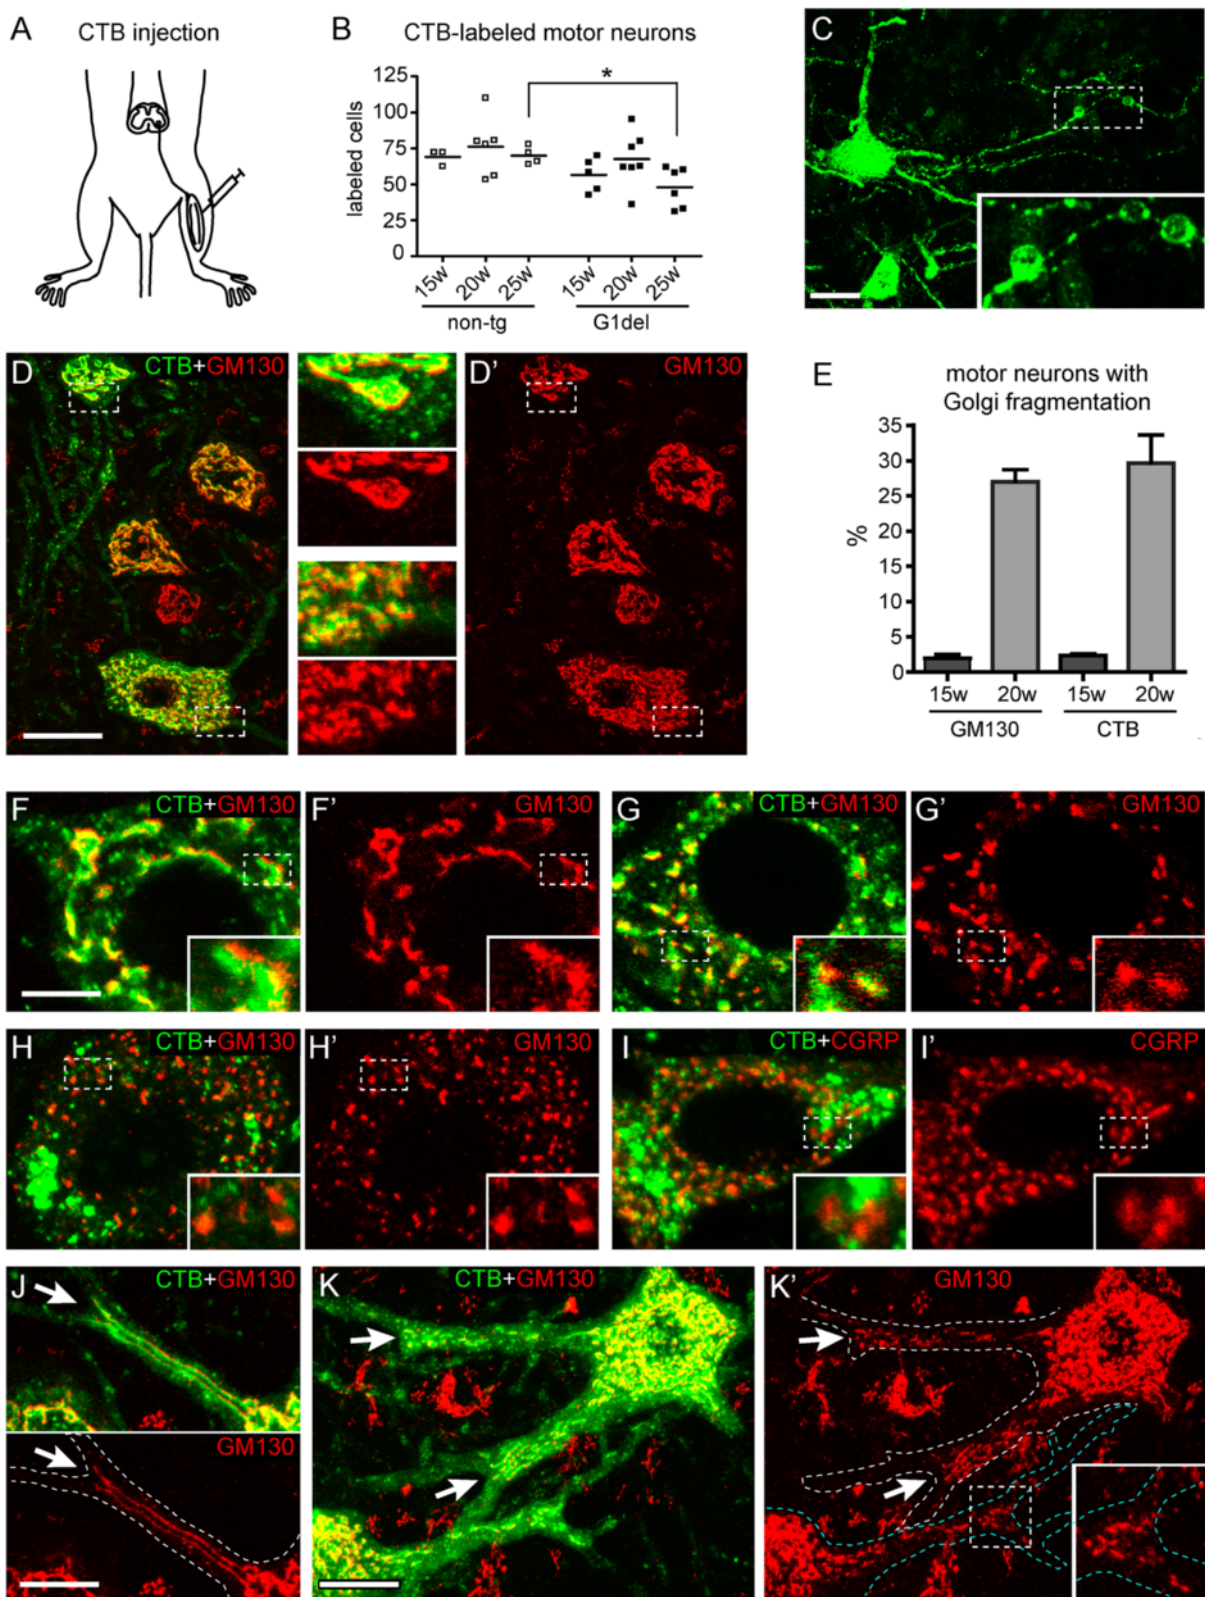 A
CTB injection
B
CTB-labeled motor neurons
labeled cells
125
100
75
50
25
0
*
15w
20w
25w
15w
20w
25w
non-tg
G1del
C
D
CTB+GM130
D'
GM130
E
motor neurons with
Golgi fragmentation
%
35
30
25
20
15
10
5
0
15w
20w
15w
20w
GM130
CTB
F
CTB+GM130
F'
GM130
G
CTB+GM130
G'
GM130
H
CTB+GM130
H'
GM130
I
CTB+CGRP
I'
CGRP
J
CTB+GM130
GM130
K
CTB+GM130
K'
GM130